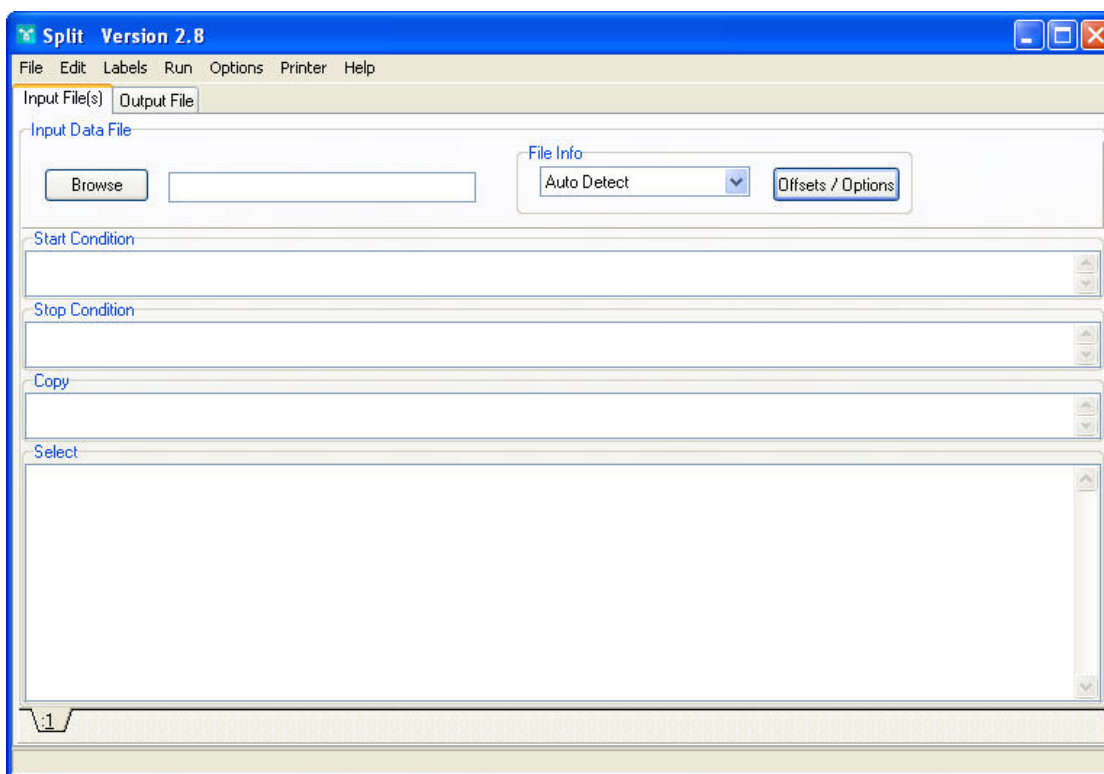 Split Version 2.8
File Edit Labels Run Options Printer Help
Input File(s) Output File
Input Data File
File Info
Browse
Auto Detect
Offsets / Options
Start Condition
Stop Condition
Copy
Select
:1